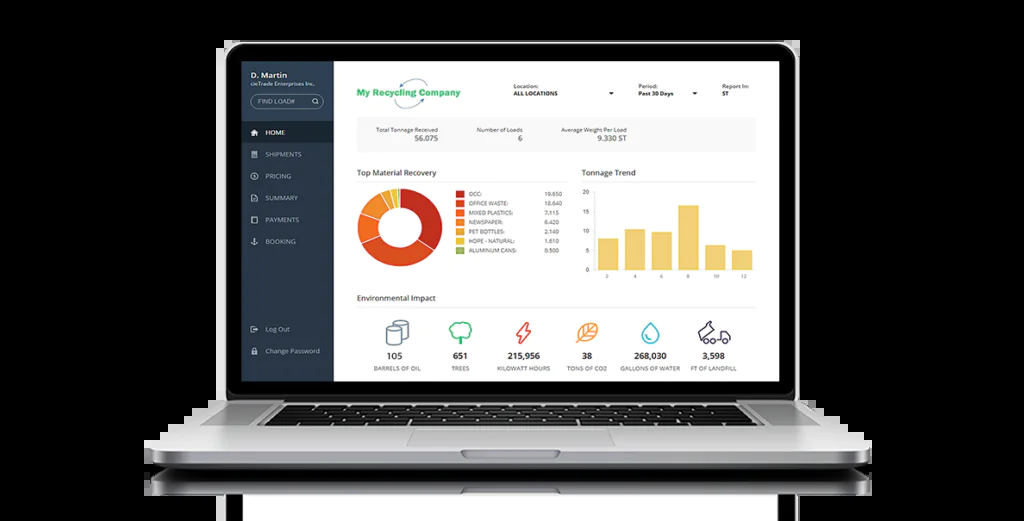 D. Martin
cieTrade Enterprises Inc.
FIND LOAD#
HOME
SHIPMENTS
PRICING
SUMMARY
PAYMENTS
BOOKING
Log Out
Change Password
My Recycling Company
Location:
ALL LOCATIONS
Period:
Past 30 Days
Report In:
ST
Total Tonnage Received
56.075
Number of Loads
6
Average Weight Per Load
9.330 ST
Top Material Recovery
OCC: 19.650
OFFICE WASTE: 18.640
MIXED PLASTICS: 7.115
NEWSPAPER: 6.420
PET BOTTLES: 2.140
HDPE - NATURAL: 1.610
ALUMINUM CANS: 0.500
Tonnage Trend
20
15
10
5
0
2 4 6 8 10 12
Environmental Impact
105
BARRELS OF OIL
651
TREES
215,956
KILOWATT HOURS
38
TONS OF CO2
268,030
GALLONS OF WATER
3,598
FT OF LANDFILL